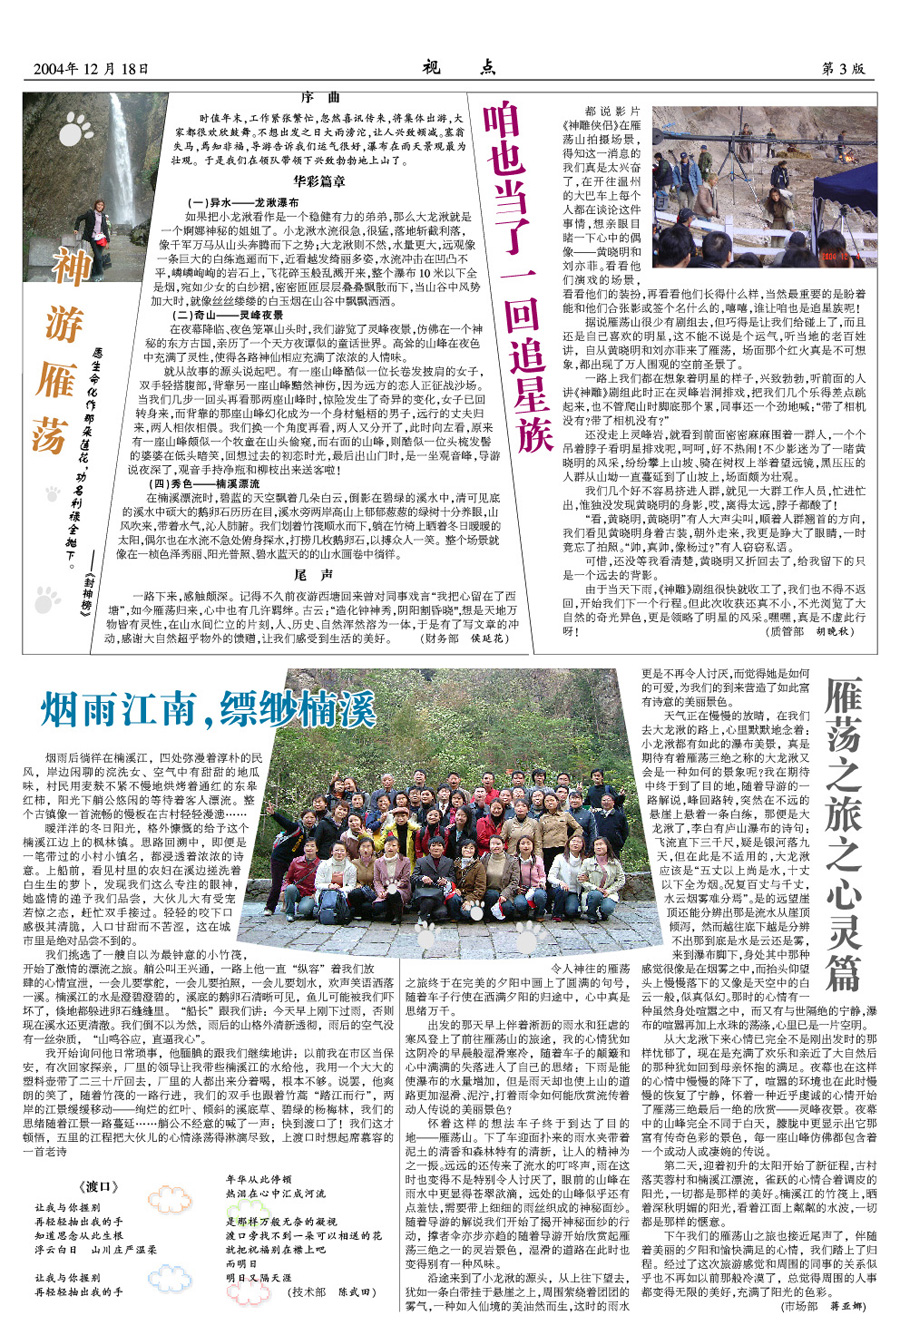 2004年 12 月 18日
视 点
第 3 版
神游雁荡
愿生命化作那朵莲花，功名利禄全抛下。
——《封神榜》
序 曲
时值年末,工作紧张繁忙,忽然喜讯传来,将集体出游,大
家都很欢欣鼓舞。不想出发之日大雨滂沱,让人兴致顿减。塞翁
失马,焉知非福,导游告诉我们运气很好,瀑布在雨天景观最为
壮观。于是我们在领队带领下兴致勃勃地上山了。
华彩篇章
(一)异水——龙湫瀑布
如果把小龙湫看作是一个稳健有力的弟弟,那么大龙湫就是
一个婀娜神秘的姐姐了。小龙湫水流很急,很猛,落地斩截利落,
像千军万马从山头奔腾而下之势;大龙湫则不然,水量更大,远观像
一条巨大的白练迤逦而下,近看越发绮丽多姿,水流冲击在凹凸不
平,嶙嶙峋峋的岩石上,飞花碎玉般乱溅开来,整个瀑布 10 米以下全
是烟,宛如少女的白纱裙,密密匝匝层层叠叠飘散而下,当山谷中风势
加大时,就像丝丝缕缕的白玉烟在山谷中飘飘洒洒。
(二)奇山——灵峰夜景
在夜幕降临、夜色笼罩山头时,我们游览了灵峰夜景,仿佛在一个神
秘的东方古国,亲历了一个天方夜谭似的童话世界。高耸的山峰在夜色
中充满了灵性,使得各路神仙相应充满了浓浓的人情味。
就从故事的源头说起吧。有一座山峰酷似一位长卷发披肩的女子,
双手轻搭腹部,背靠另一座山峰黯然神伤,因为远方的恋人正征战沙场。
当我们几步一回头再看那两座山峰时,惊险发生了奇异的变化,女子已回
转身来,而背靠的那座山峰幻化成为一个身材魁梧的男子,远行的丈夫归
来,两人相依相偎。我们换一个角度再看,两人又分开了,此时向左看,原来
有一座山峰颇似一个牧童在山头偷窥,而右面的山峰,则酷似一位头梳发髻
的婆婆在低头暗笑,回想过去的初恋时光,最后出山门时,是一坐观音峰,导游
说夜深了,观音手持净瓶和柳枝出来送客啦!
(四)秀色——楠溪漂流
在楠溪漂流时,碧蓝的天空飘着几朵白云,倒影在碧绿的溪水中,清可见底
的溪水中硕大的鹅卵石历历在目,溪水旁两岸高山上郁郁葱葱的绿树十分养眼,山
风吹来,带着水气,沁人肺腑。我们划着竹筏顺水而下,躺在竹椅上晒着冬日暖暖的
太阳,偶尔也在水流不急处俯身探水,打捞几枚鹅卵石,以搏众人一笑。整个场景就
像在一桢色泽秀丽、阳光普照、碧水蓝天的的山水画卷中徜徉。
尾 声
一路下来,感触颇深。记得不久前夜游西塘回来曾对同事戏言“我把心留在了西
塘”,如今雁荡归来,心中也有几许羁绊。古云:“造化钟神秀,阴阳割昏晓”,想是天地万
物皆有灵性,在山水间伫立的片刻,人、历史、自然浑然溶为一体,于是有了写文章的冲
动,感谢大自然超乎物外的馈赠,让我们感受到生活的美好。 (财务部 侯延花)
咱也当了一回追星族
都说影片
《神雕侠侣》在雁
荡山拍摄场景,
得知这一消息的
我们真是太兴奋
了,在开往温州
的大巴车上每个
人都在谈论这件
事情,想亲眼目
睹一下心中的偶
像——黄晓明和
刘亦菲。看看他
们演戏的场景,
看看他们的装扮,再看看他们长得什么样,当然最重要的是盼着
能和他们合张影或签个名什么的,嘻嘻,谁让咱也是追星族呢!
据说雁荡山很少有剧组去,但巧得是让我们给碰上了,而且
还是自己喜欢的明星,这不能不说是个运气,听当地的老百姓
讲，自从黄晓明和刘亦菲来了雁荡，场面那个红火真是不可想
象,都出现了万人围观的空前圣景了。
一路上我们都在想象着明星的样子,兴致勃勃,听前面的人
讲《神雕》剧组此时正在灵峰岩洞排戏,把我们几个乐得差点跳
起来,也不管爬山时脚底那个累,同事还一个劲地喊:“带了相机
没有?带了相机没有?”
还没走上灵峰岩,就看到前面密密麻麻围着一群人,一个个
吊着脖子看明星排戏呢,呵呵,好不热闹!不少影迷为了一睹黄
晓明的风采,纷纷攀上山坡、骑在树杈上举着望远镜,黑压压的
人群从山坳一直蔓延到了山坡上,场面颇为壮观。
我们几个好不容易挤进人群,就见一大群工作人员,忙进忙
出,惟独没发现黄晓明的身影,哎,离得太远,脖子都酸了!
“看,黄晓明,黄晓明”有人大声尖叫,顺着人群翘首的方向,
我们看见黄晓明身着古装,朝外走来,我更是睁大了眼睛,一时
竟忘了拍照。“帅,真帅,像杨过?”有人窃窃私语。
可惜,还没等我看清楚,黄晓明又折回去了,给我留下的只
是一个远去的背影。
由于当天下雨,《神雕》剧组很快就收工了,我们也不得不返
回,开始我们下一个行程。但此次收获还真不小,不光浏览了大
自然的奇光异色,更是领略了明星的风采。嘿嘿,真是不虚此行
呀! (质管部 胡晚秋)
烟雨江南,缥缈楠溪
烟雨后徜徉在楠溪江，四处弥漫着淳朴的民
风，岸边闲聊的浣洗女、空气中有甜甜的地瓜
味，村民用麦麸不紧不慢地烘烤着通红的东皋
红柿，阳光下艄公悠闲的等待着客人漂流。整
个古镇像一首流畅的慢板在古村轻轻漫漶……
暖洋洋的冬日阳光，格外慷慨的给予这个
楠溪江边上的枫林镇。思路回溯中，即便是
一笔带过的小村小镇名，都浸透着浓浓的诗
意。上船前，看见村里的农妇在溪边搓洗着
白生生的萝卜，发现我们这么专注的眼神，
她盛情的递予我们品尝，大伙儿大有受宠
若惊之态，赶忙双手接过。轻轻的咬下口
感极其清脆，入口甘甜而不苦涩，这在城
市里是绝对品尝不到的。
我们挑选了一艘自以为最钟意的小竹筏，
开始了激情的漂流之旅。艄公叫王兴通，一路上他一直“纵容”着我们放
肆的心情宣泄，一会儿要掌舵，一会儿要拍照，一会儿要划水，欢声笑语洒落
一溪。楠溪江的水是澄碧澄碧的，溪底的鹅卵石清晰可见，鱼儿可能被我们吓
坏了，倏地都躲进卵石缝缝里。“船长”跟我们讲：今天早上刚下过雨，否则
现在溪水还更清澈。我们倒不以为然，雨后的山格外清新透彻，雨后的空气没
有一丝杂质，“山鸣谷应，直逼我心”。
我开始询问他日常琐事，他腼腆的跟我们继续地讲；以前我在市区当保
安，有次回家探亲，厂里的领导让我带些楠溪江的水给他，我用一个大大的
塑料壶带了二三十斤回去，厂里的人都出来分着喝，根本不够。说罢，他爽
朗的笑了，随着竹筏的一路行进，我们的双手也跟着竹蒿“踏江而行”，两
岸的江景缓缓移动——绚烂的红叶、倾斜的溪底草、碧绿的杨梅林，我们的
思绪随着江景一路蔓延……艄公不经意的喊了一声：快到渡口了！我们这才
顿悟，五里的江程把大伙儿的心情涤荡得淋漓尽致，上渡口时想起席慕容的
一首老诗
《渡口》
让我与你握别
再轻轻抽出我的手
知道思念从此生根
浮云白日 山川庄严温柔
让我与你握别
再轻轻抽出我的手
年华从此停顿
热泪在心中汇成河流
是那样万般无奈的凝视
渡口旁找不到一朵可以相送的花
就把祝福别在襟上吧
而明日
明日又隔天涯
(技术部 陈武田)
雁荡之旅之心灵篇
令人神往的雁荡
之旅终于在完美的夕阳中画上了圆满的句号,
随着车子行使在洒满夕阳的归途中，心中真是
思绪万千。
出发的那天早上伴着淅沥的雨水和狂虐的
寒风登上了前往雁荡山的旅途，我的心情犹如
这阴冷的早晨般湿滑寒冷，随着车子的颠簸和
心中满满的失落进入了自己的思绪；下雨是能
使瀑布的水量增加，但是雨天却也使上山的道
路更加湿滑、泥泞,打着雨伞如何能欣赏流传着
动人传说的美丽景色？
怀着这样的想法车子终于到达了目的
地——雁荡山。下了车迎面扑来的雨水夹带着
泥土的清香和森林特有的清新，让人的精神为
之一振。远远的还传来了流水的叮咚声,雨在这
时也变得不是特别令人讨厌了，眼前的山峰在
雨水中更显得苍翠欲滴，远处的山峰似乎还有
点羞怯,需要带上细细的雨丝织成的神秘面纱。
随着导游的解说我们开始了揭开神秘面纱的行
动，撑者伞亦步亦趋的随着导游开始欣赏起雁
荡三绝之一的灵岩景色，湿滑的道路在此时也
变得别有一种风味。
沿途来到了小龙湫的源头，从上往下望去,
犹如一条白带挂于悬崖之上,周围萦绕着团团的
雾气,一种如人仙境的美油然而生,这时的雨水
更是不再令人讨厌,而觉得她是如何
的可爱,为我们的到来营造了如此富
有诗意的美丽景色。
天气正在慢慢的放晴，在我们
去大龙湫的路上,心里默默地念着:
小龙湫都有如此的瀑布美景，真是
期待有着雁荡三绝之称的大龙湫又
会是一种如何的景象呢?我在期待
中终于到了目的地,随着导游的一
路解说,峰回路转,突然在不远的
悬崖上悬着一条白练，那便是大
龙湫了,李白有庐山瀑布的诗句:
飞流直下三千尺,疑是银河落九
天,但在此是不适用的,大龙湫
应该是“五丈以上尚是水,十丈
以下全为烟。况复百丈与千丈,
水云烟雾难分焉”。是的远望崖
顶还能分辨出那是流水从崖顶
倾泻，然而越往底下越是分辨
不出那到底是水是云还是雾,
来到瀑布脚下,身处其中那种
感觉很像是在烟雾之中,而抬头仰望
头上慢慢落下的又像是天空中的白
云一般,似真似幻。那时的心情有一
种虽然身处喧嚣之中，而又有与世隔绝的宁静,瀑
布的喧嚣再加上水珠的荡涤,心里已是一片空明。
从大龙湫下来心情已完全不是刚出发时的那
样忧郁了，现在是充满了欢乐和亲近了大自然后
的那种犹如回到母亲怀抱的满足。夜幕也在这样
的心情中慢慢的降下了，喧嚣的环境也在此时慢
慢的恢复了宁静，怀着一种近乎虔诚的心情开始
了雁荡三绝最后一绝的欣赏——灵峰夜景。夜幕
中的山峰完全不同于白天，朦胧中更显示出它那
富有传奇色彩的景色，每一座山峰仿佛都包含着
一个或动人或凄婉的传说。
第二天,迎着初升的太阳开始了新征程,古村
落芙蓉村和楠溪江漂流，雀跃的心情合着调皮的
阳光,一切都是那样的美好。楠溪江的竹筏上,晒
着深秋明媚的阳光,看着江面上粼粼的水波,一切
都是那样的惬意。
下午我们的雁荡山之旅也接近尾声了，伴随
着美丽的夕阳和愉快满足的心情，我们踏上了归
程。经过了这次旅游感觉和周围的同事的关系似
乎也不再如以前那般冷漠了，总觉得周围的人事
都变得无限的美好,充满了阳光的色彩。
(市场部 蒋亚娜)